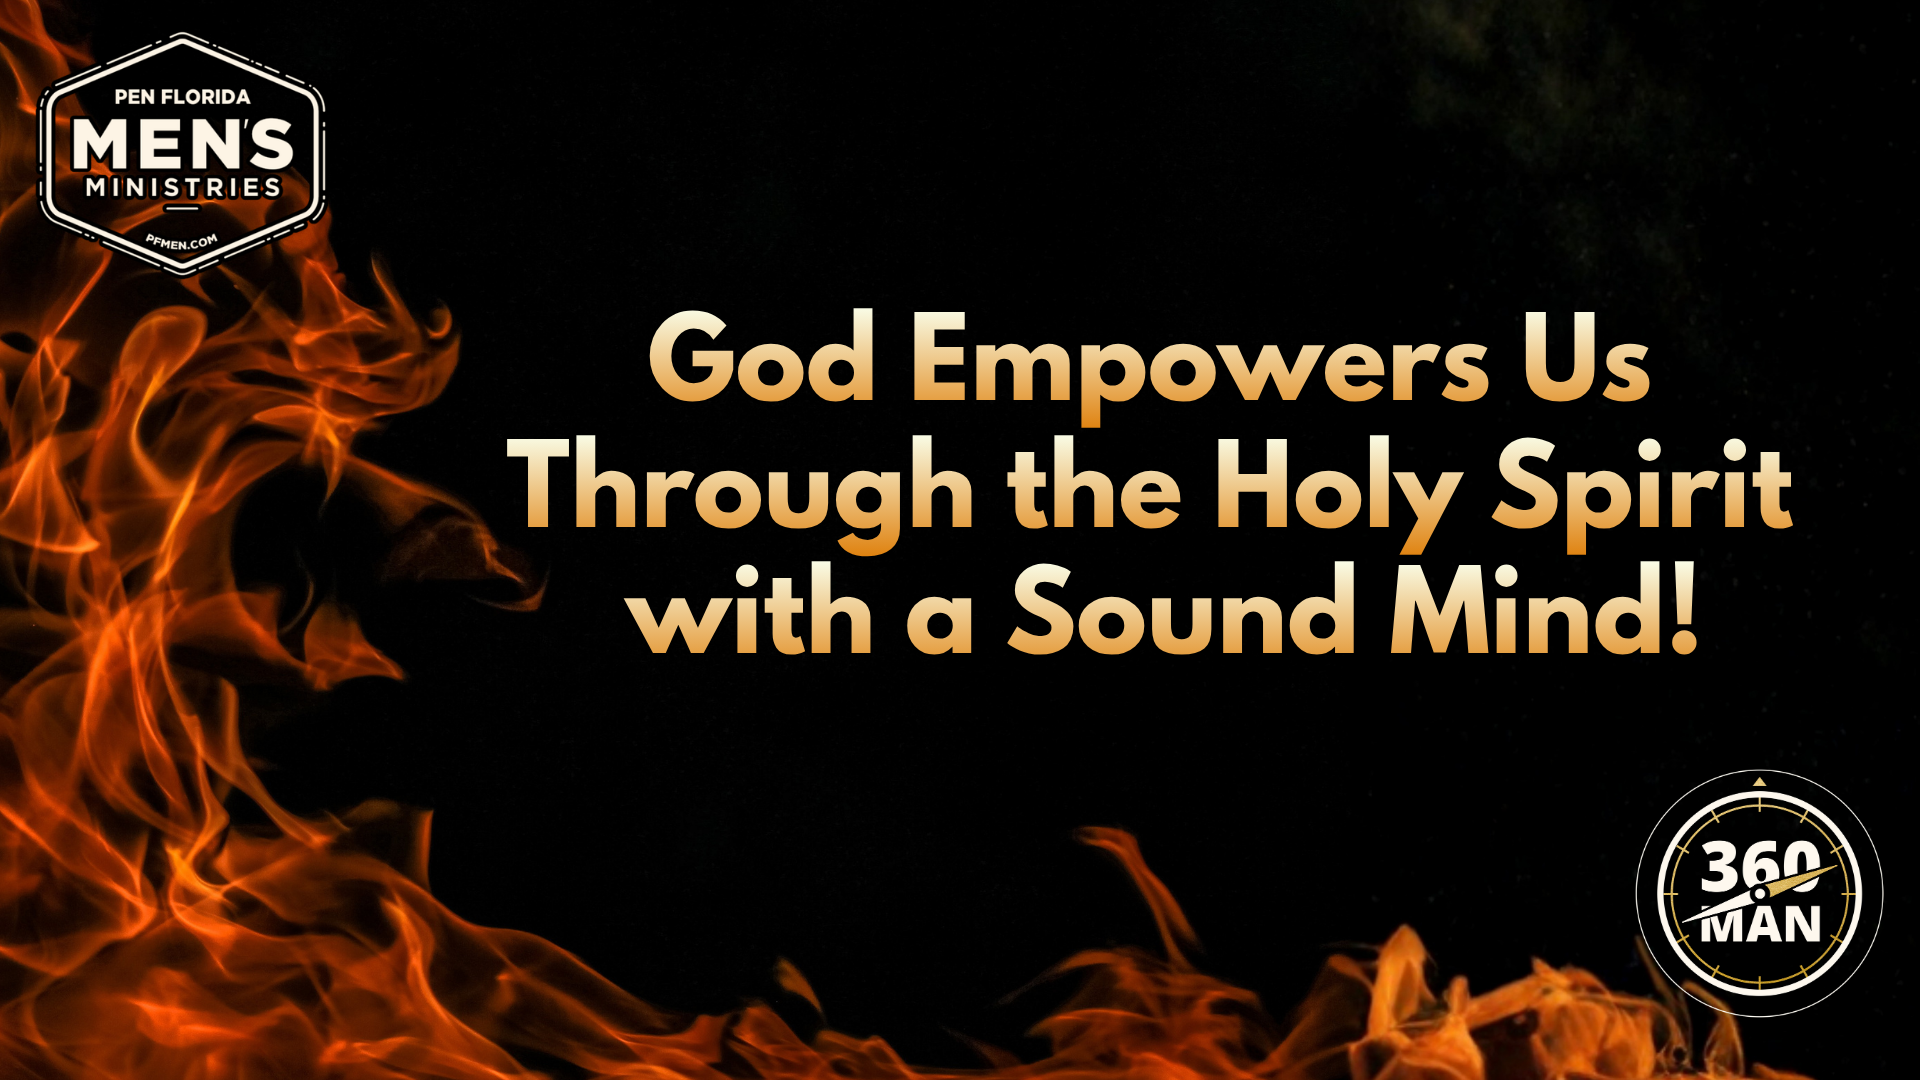 PEN FLORIDA
MEN'S
MINISTRIES
PFMEN.COM
God Empowers Us
Through the Holy Spirit
with a Sound Mind!
360
MAN